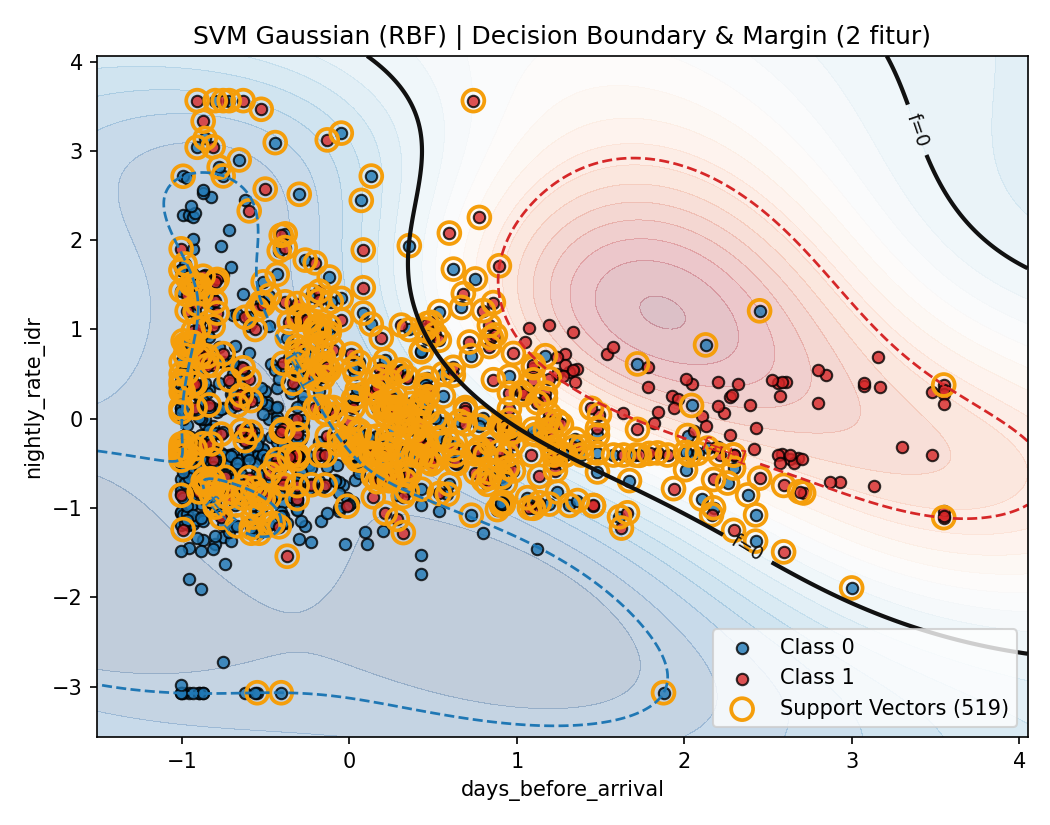 SVM Gaussian (RBF) | Decision Boundary & Margin (2 fitur)
4
3
2
1
0
−1
−2
−3
nightly_rate_idr
f=0
f=0
Class 0
Class 1
Support Vectors (519)
−1
0
1
2
3
4
days_before_arrival